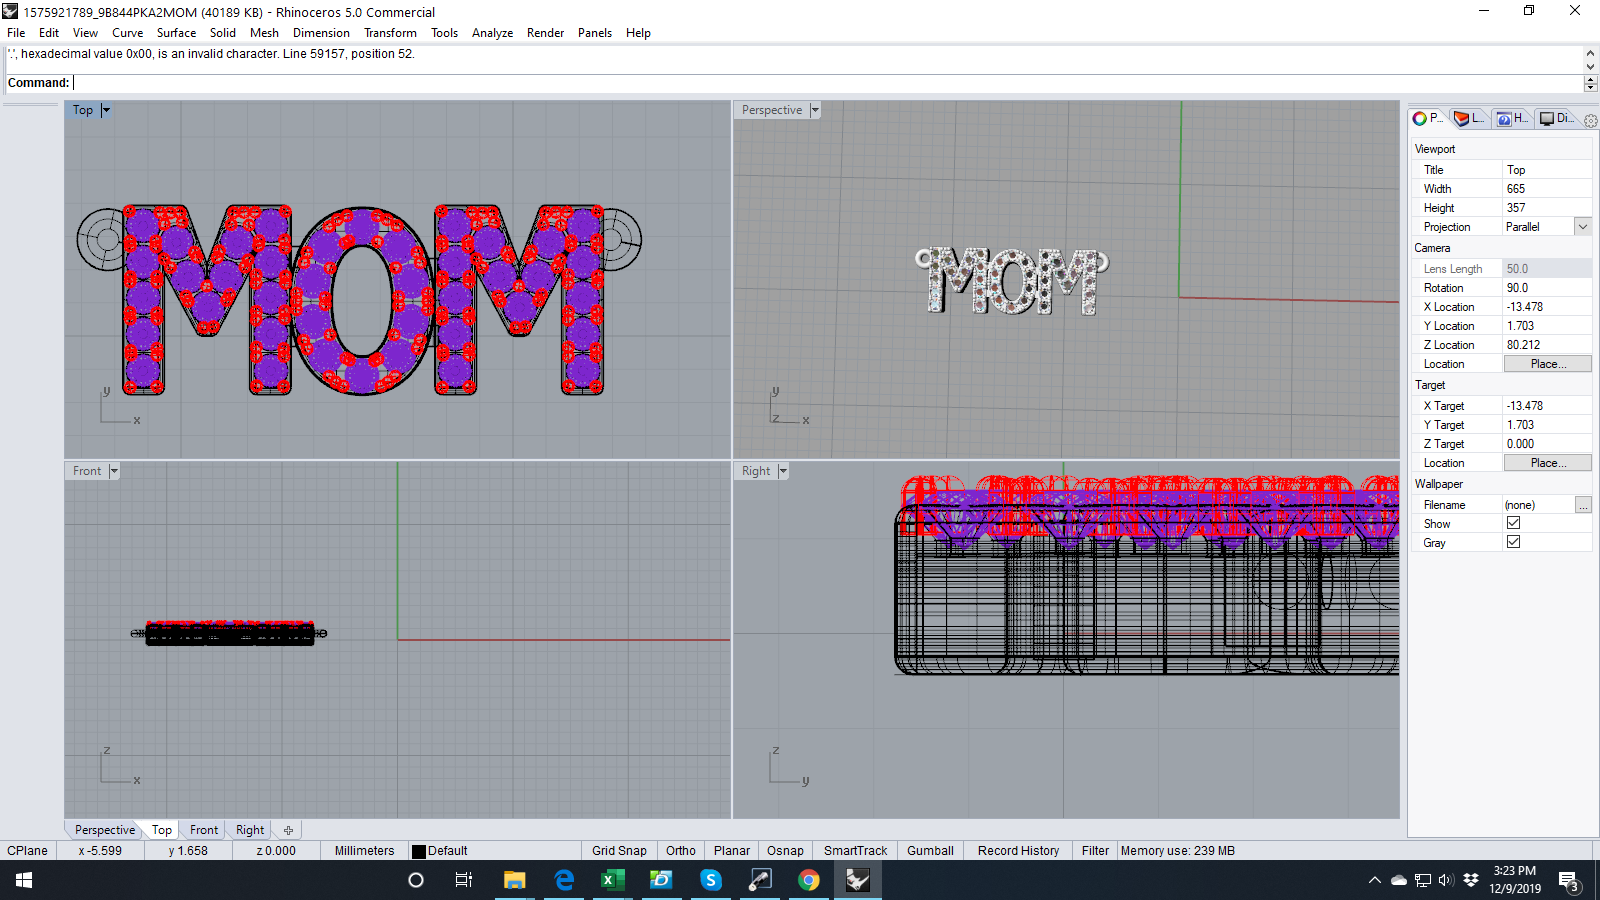 1575921789_9B844PKA2MOM (40189 KB) - Rhinoceros 5.0 Commercial
File Edit View Curve Surface Solid Mesh Dimension Transform Tools Analyze Render Panels Help
'.', hexadecimal value 0x00, is an invalid character. Line 59157, position 52.
Command:
Top
Perspective
P... L... H... Di...
MOM
MOM
y
x
y
z
x
Front
Right
z
x
z
y
Viewport
Title Top
Width 665
Height 357
Projection Parallel
Camera
Lens Length 50.0
Rotation 90.0
X Location -13.478
Y Location 1.703
Z Location 80.212
Location Place...
Target
X Target -13.478
Y Target 1.703
Z Target 0.000
Location Place...
Wallpaper
Filename (none) ...
Show
Gray
Perspective Top Front Right
CPlane x -5.599 y 1.658 z 0.000 Millimeters Default Grid Snap Ortho Planar Osnap SmartTrack Gumball Record History Filter Memory use: 239 MB
3:23 PM
12/9/2019
3